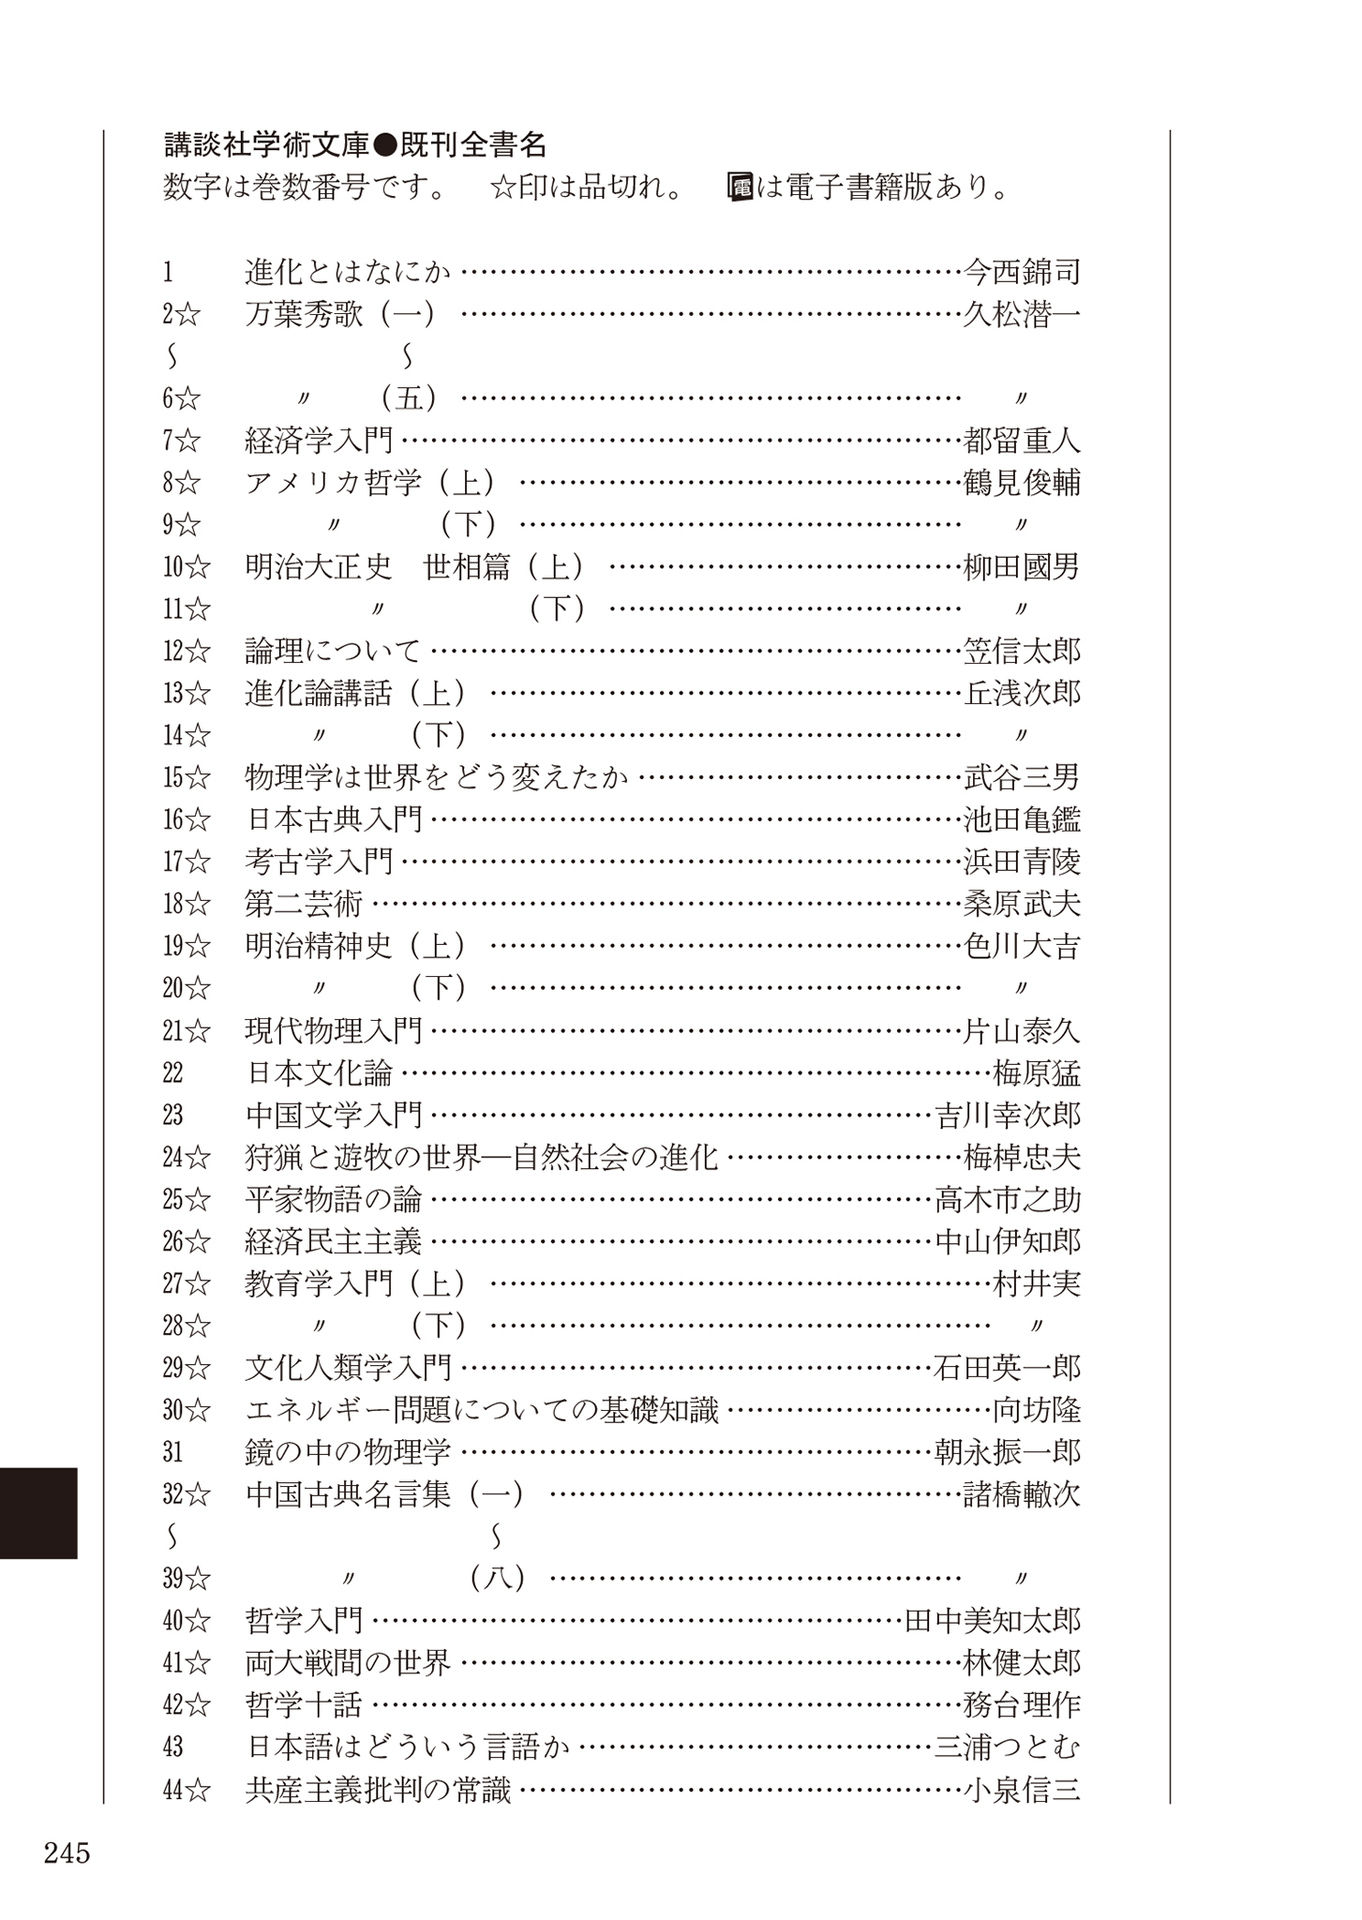 講談社学術文庫●既刊全書名
数字は巻数番号です。　☆印は品切れ。　電は電子書籍版あり。
1　進化とはなにか………………………………………………今西錦司
2☆　万葉秀歌（一）………………………………………………久松潜一
〜　〜
6☆　〃　（五）………………………………………………〃
7☆　経済学入門………………………………………………都留重人
8☆　アメリカ哲学（上）………………………………………鶴見俊輔
9☆　〃　（下）………………………………………〃
10☆　明治大正史　世相篇（上）………………………………柳田國男
11☆　〃　（下）………………………………〃
12☆　論理について………………………………………………笠信太郎
13☆　進化論講話（上）…………………………………………丘浅次郎
14☆　〃　（下）…………………………………………〃
15☆　物理学は世界をどう変えたか……………………………武谷三男
16☆　日本古典入門………………………………………………池田亀鑑
17☆　考古学入門…………………………………………………浜田青陵
18☆　第二芸術……………………………………………………桑原武夫
19☆　明治精神史（上）…………………………………………色川大吉
20☆　〃　（下）…………………………………………〃
21☆　現代物理入門………………………………………………片山泰久
22　日本文化論……………………………………………………梅原猛
23　中国文学入門……………………………………………吉川幸次郎
24☆　狩猟と遊牧の世界―自然社会の進化……………………梅棹忠夫
25☆　平家物語の論……………………………………………高木市之助
26☆　経済民主主義……………………………………………中山伊知郎
27☆　教育学入門（上）……………………………………………村井実
28☆　〃　（下）……………………………………………〃
29☆　文化人類学入門…………………………………………石田英一郎
30☆　エネルギー問題についての基礎知識………………………向坊隆
31　鏡の中の物理学…………………………………………朝永振一郎
32☆　中国古典名言集（一）……………………………………諸橋轍次
〜　〜
39☆　〃　（八）……………………………………〃
40☆　哲学入門………………………………………………田中美知太郎
41☆　両大戦間の世界……………………………………………林健太郎
42☆　哲学十話……………………………………………………務台理作
43　日本語はどういう言語か………………………………三浦つとむ
44☆　共産主義批判の常識………………………………………小泉信三
245